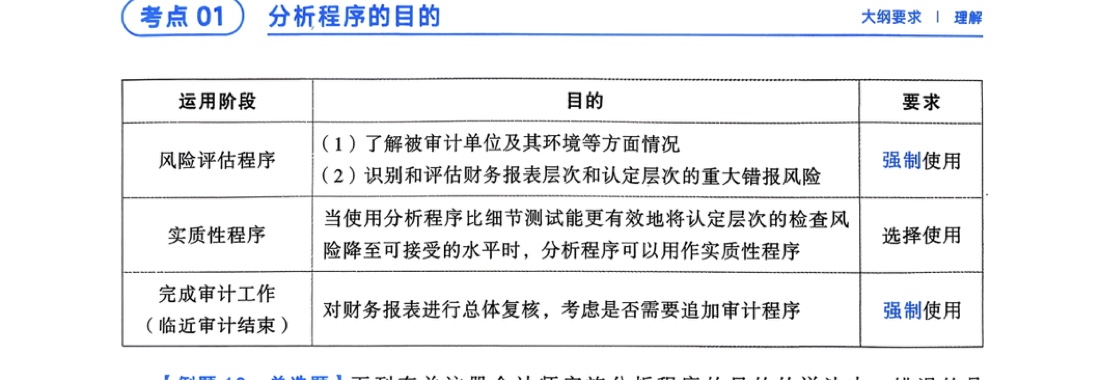 考点 01 分析程序的目的 大纲要求 | 理解
运用阶段 目的 要求
风险评估程序
（1）了解被审计单位及其环境等方面情况
（2）识别和评估财务报表层次和认定层次的重大错报风险
强制使用
实质性程序
当使用分析程序比细节测试能更有效地将认定层次的检查风
险降至可接受的水平时，分析程序可以用作实质性程序
选择使用
完成审计工作
（临近审计结束）
对财务报表进行总体复核，考虑是否需要追加审计程序
强制使用